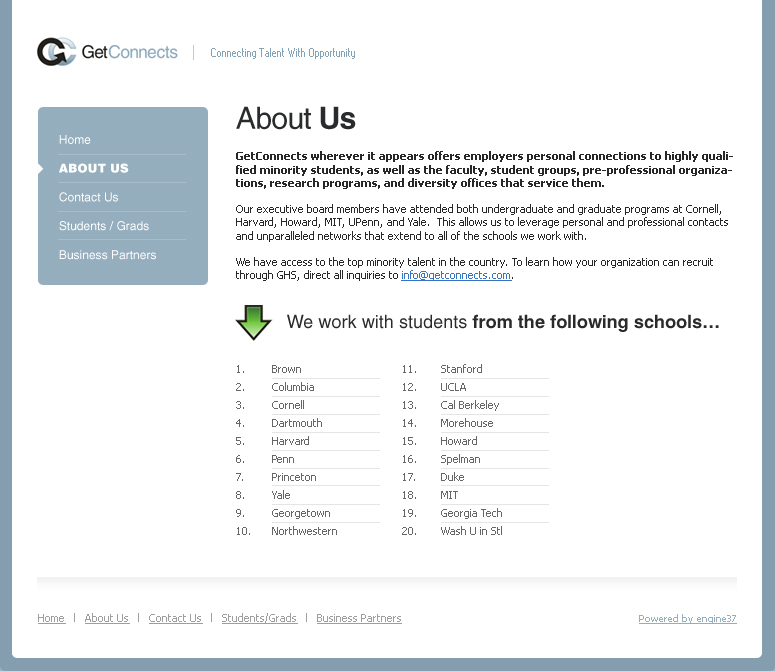 GetConnects | Connecting Talent With Opportunity
Home
ABOUT US
Contact Us
Students / Grads
Business Partners
About Us
GetConnects wherever it appears offers employers personal connections to highly quali-
fied minority students, as well as the faculty, student groups, pre-professional organiza-
tions, research programs, and diversity offices that service them.
Our executive board members have attended both undergraduate and graduate programs at Cornell,
Harvard, Howard, MIT, UPenn, and Yale. This allows us to leverage personal and professional contacts
and unparalleled networks that extend to all of the schools we work with.
We have access to the top minority talent in the country. To learn how your organization can recruit
through GHS, direct all inquiries to info@getconnects.com.
We work with students from the following schools...
1. Brown
2. Columbia
3. Cornell
4. Dartmouth
5. Harvard
6. Penn
7. Princeton
8. Yale
9. Georgetown
10. Northwestern
11. Stanford
12. UCLA
13. Cal Berkeley
14. Morehouse
15. Howard
16. Spelman
17. Duke
18. MIT
19. Georgia Tech
20. Wash U in Stl
Home | About Us | Contact Us | Students/Grads | Business Partners
Powered by engine37